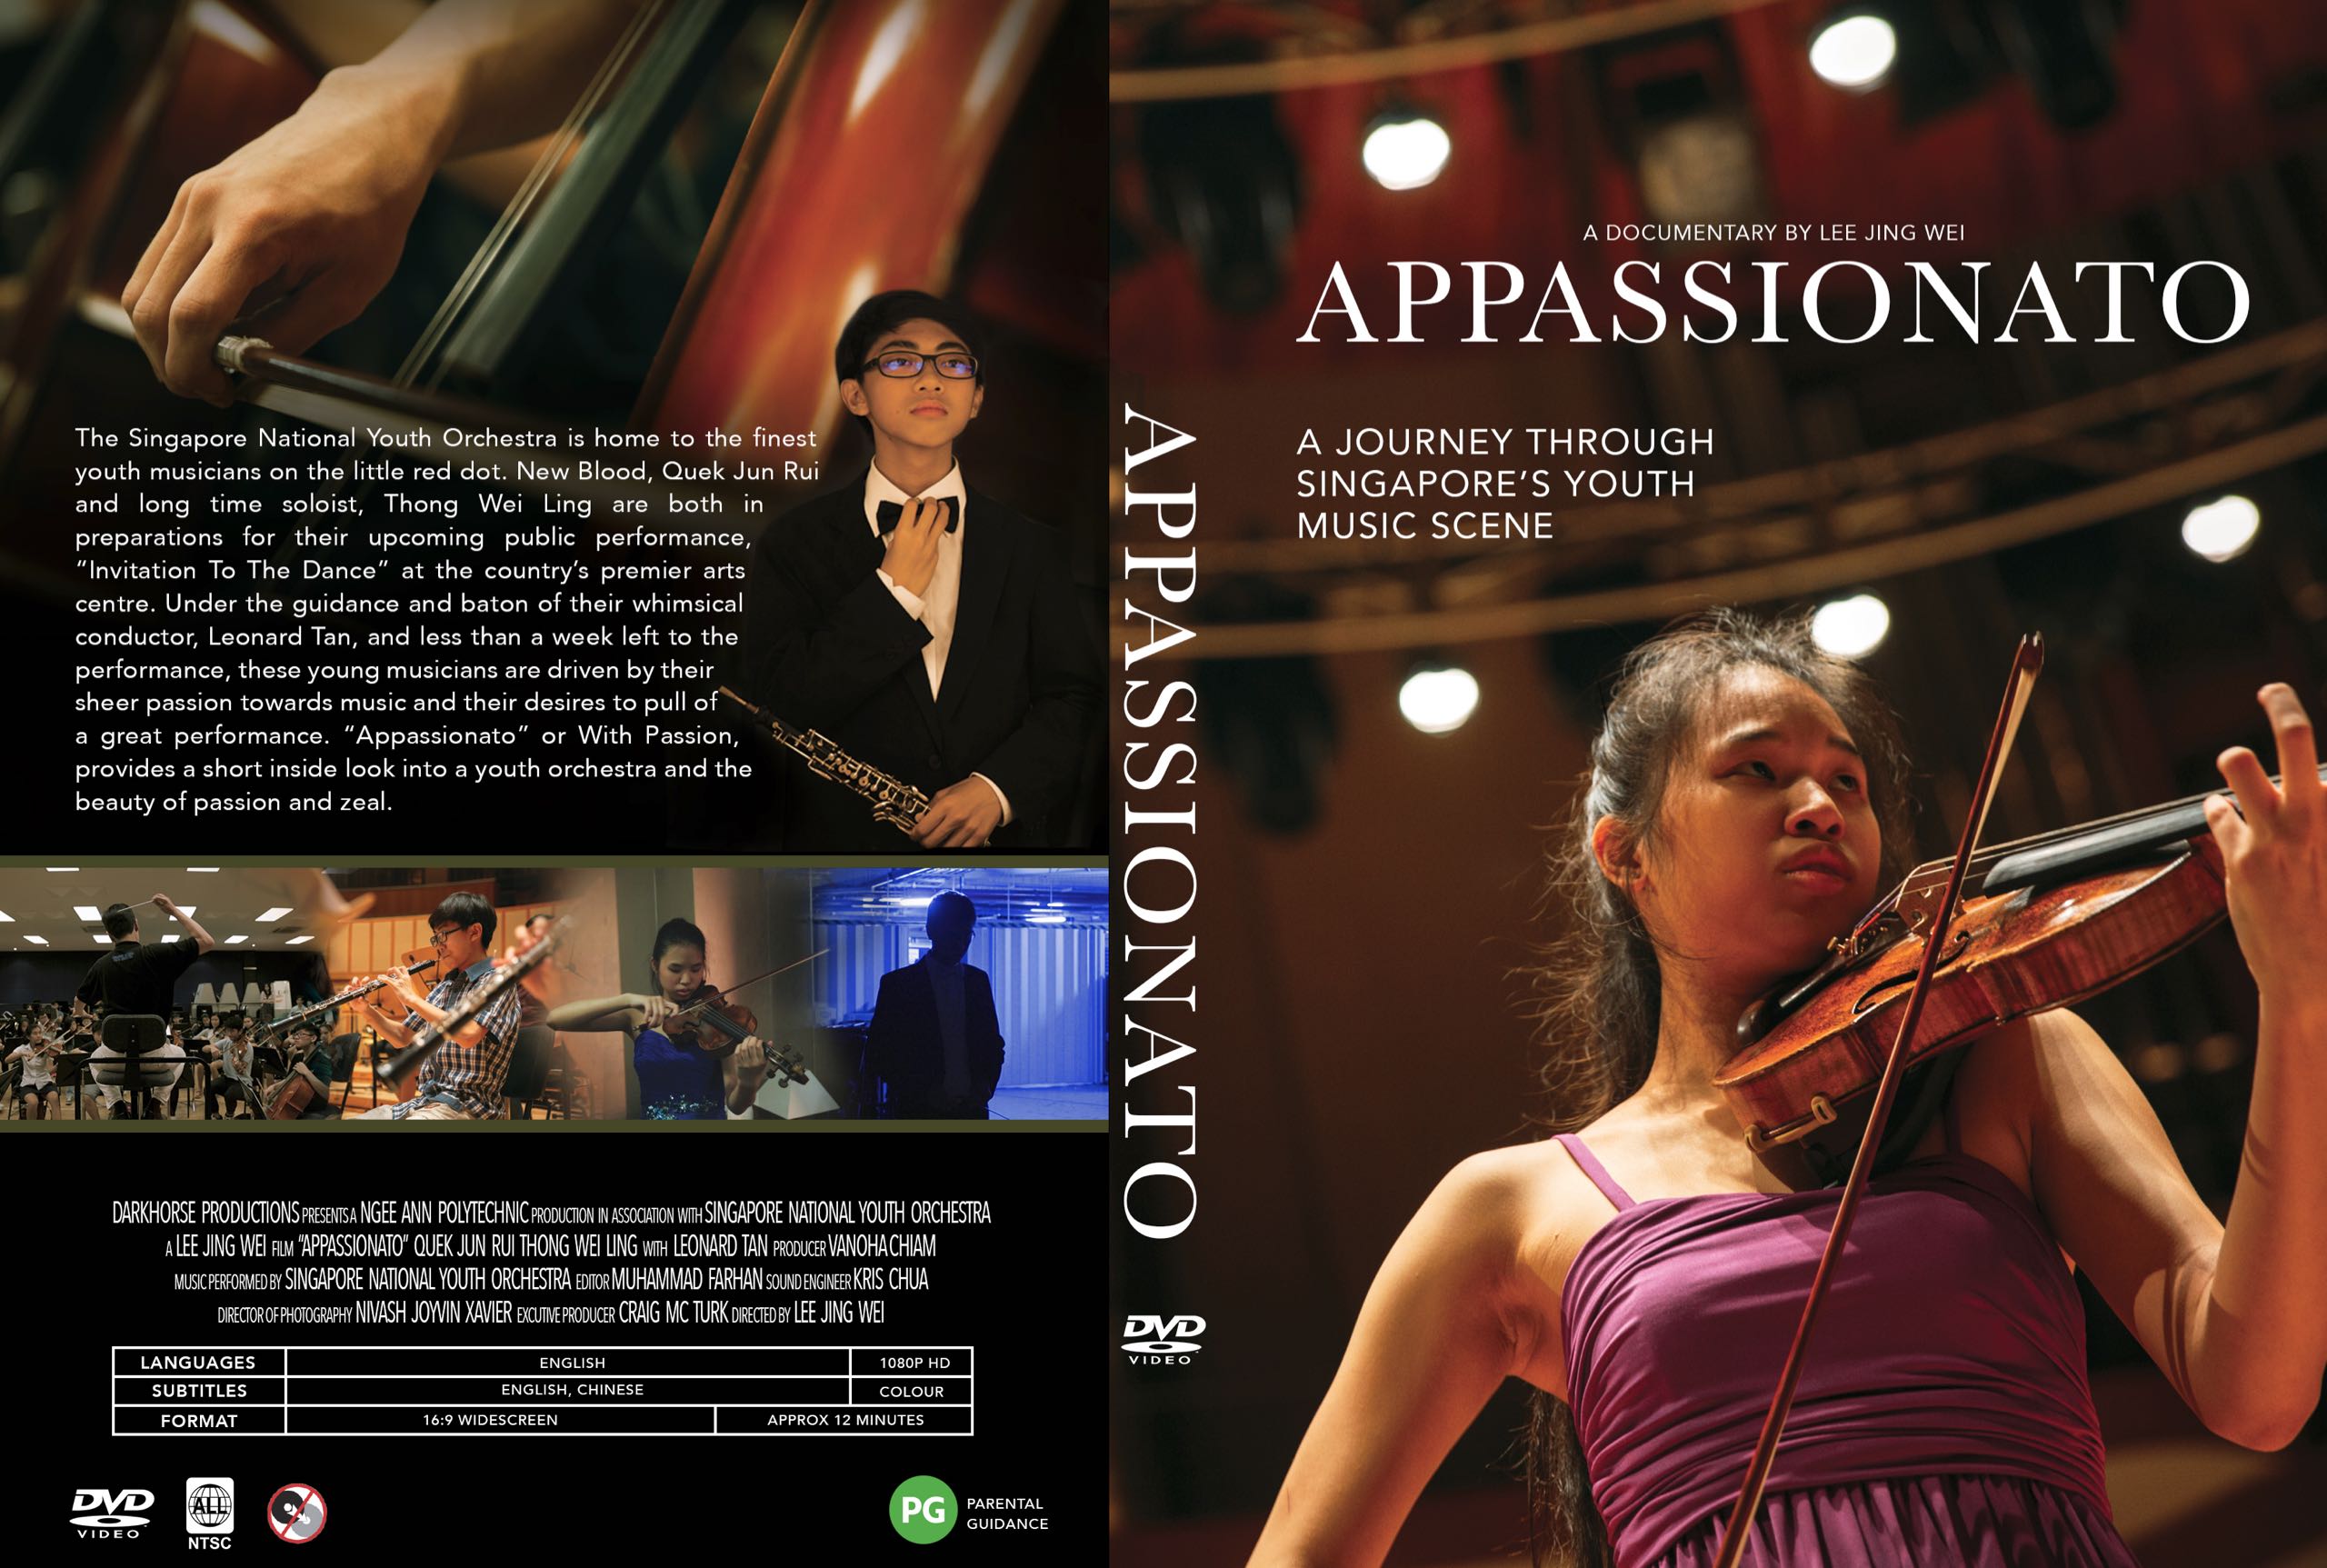 The Singapore National Youth Orchestra is home to the finest
youth musicians on the little red dot. New Blood, Quek Jun Rui
and long time soloist, Thong Wei Ling are both in
preparations for their upcoming public performance,
“Invitation To The Dance” at the country’s premier arts
centre. Under the guidance and baton of their whimsical
conductor, Leonard Tan, and less than a week left to the
performance, these young musicians are driven by their
sheer passion towards music and their desires to pull of
a great performance. “Appassionato” or With Passion,
provides a short inside look into a youth orchestra and the
beauty of passion and zeal.
DARKHORSE PRODUCTIONS PRESENTS A NGEE ANN POLYTECHNIC PRODUCTION IN ASSOCIATION WITH SINGAPORE NATIONAL YOUTH ORCHESTRA
A LEE JING WEI FILM "APPASSIONATO" QUEK JUN RUI THONG WEI LING WITH LEONARD TAN PRODUCER VANOHA CHIAM
MUSIC PERFORMED BY SINGAPORE NATIONAL YOUTH ORCHESTRA EDITOR MUHAMMAD FARHAN SOUND ENGINEER KRIS CHUA
DIRECTOR OF PHOTOGRAPHY NIVASH JOYVIN XAVIER EXCUTIVE PRODUCER CRAIG MC TURK DIRECTED BY LEE JING WEI
LANGUAGES ENGLISH 1080P HD
SUBTITLES ENGLISH, CHINESE COLOUR
FORMAT 16:9 WIDESCREEN APPROX 12 MINUTES
DVD
VIDEO
ALL
NTSC
PG
PARENTAL
GUIDANCE
APPASSIONATO
DVD
VIDEO
A DOCUMENTARY BY LEE JING WEI
APPASSIONATO
A JOURNEY THROUGH
SINGAPORE’S YOUTH
MUSIC SCENE